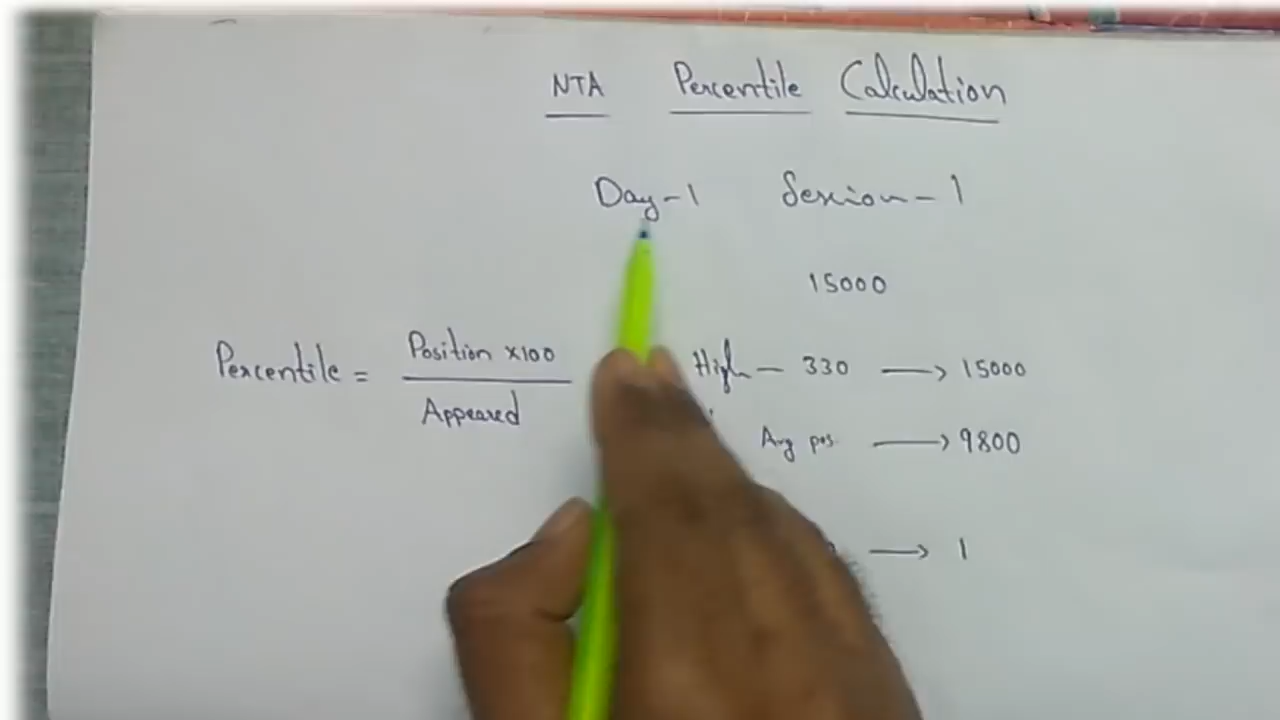 NTA Percentile Calculation
Day-1 Session-1
15000
Percentile = Position x100
Appeared
High - 330 → 15000
Avg pos. → 9800
→ 1